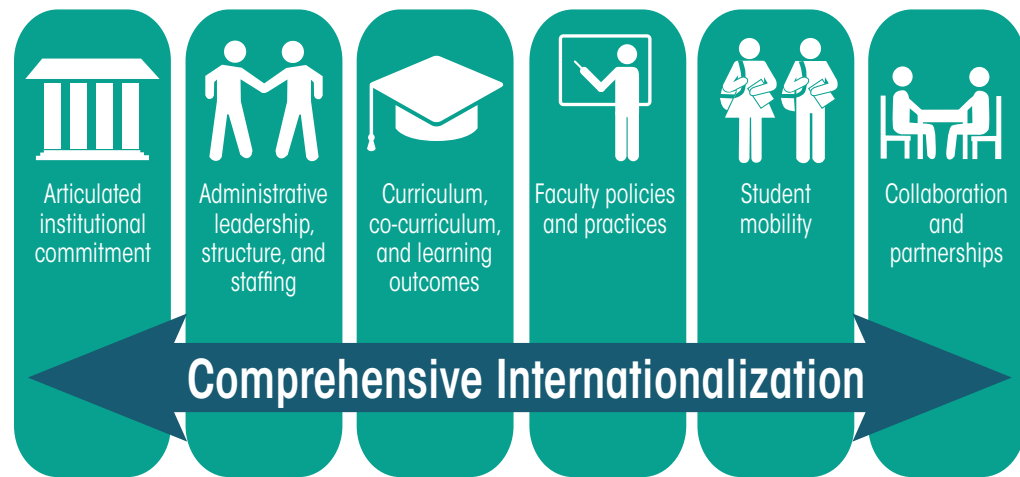 Articulated
institutional
commitment
Administrative
leadership,
structure, and
staffing
Curriculum,
co-curriculum,
and learning
outcomes
Faculty policies
and practices
Student
mobility
Collaboration
and
partnerships
Comprehensive Internationalization